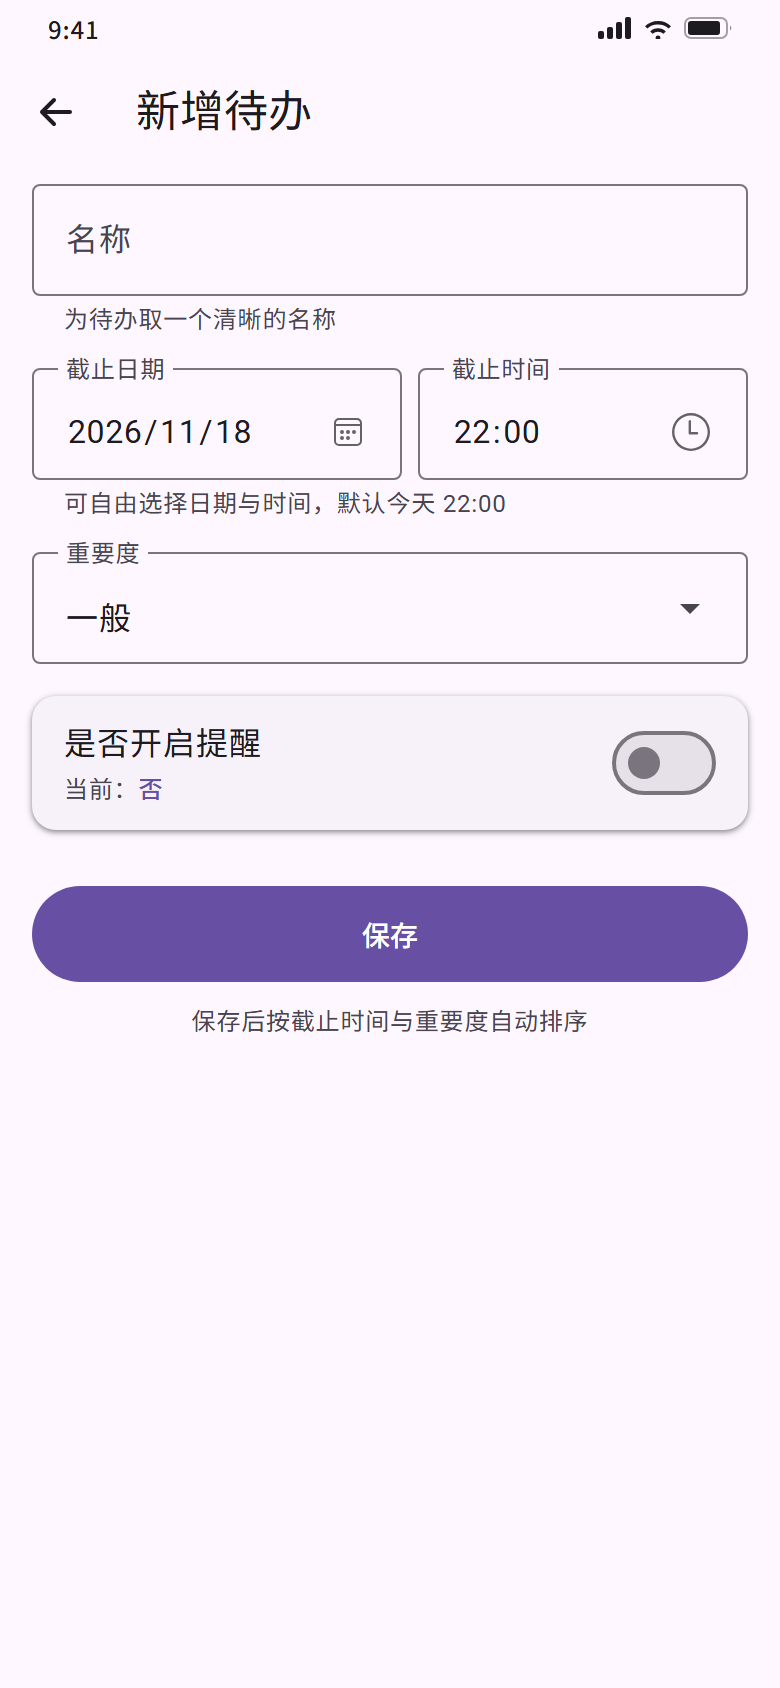 9:41
新增待办
名称
为待办取一个清晰的名称
截止日期
截止时间
2026/11/18
22:00
可自由选择日期与时间，默认今天 22:00
重要度
一般
是否开启提醒
当前：否
保存
保存后按截止时间与重要度自动排序